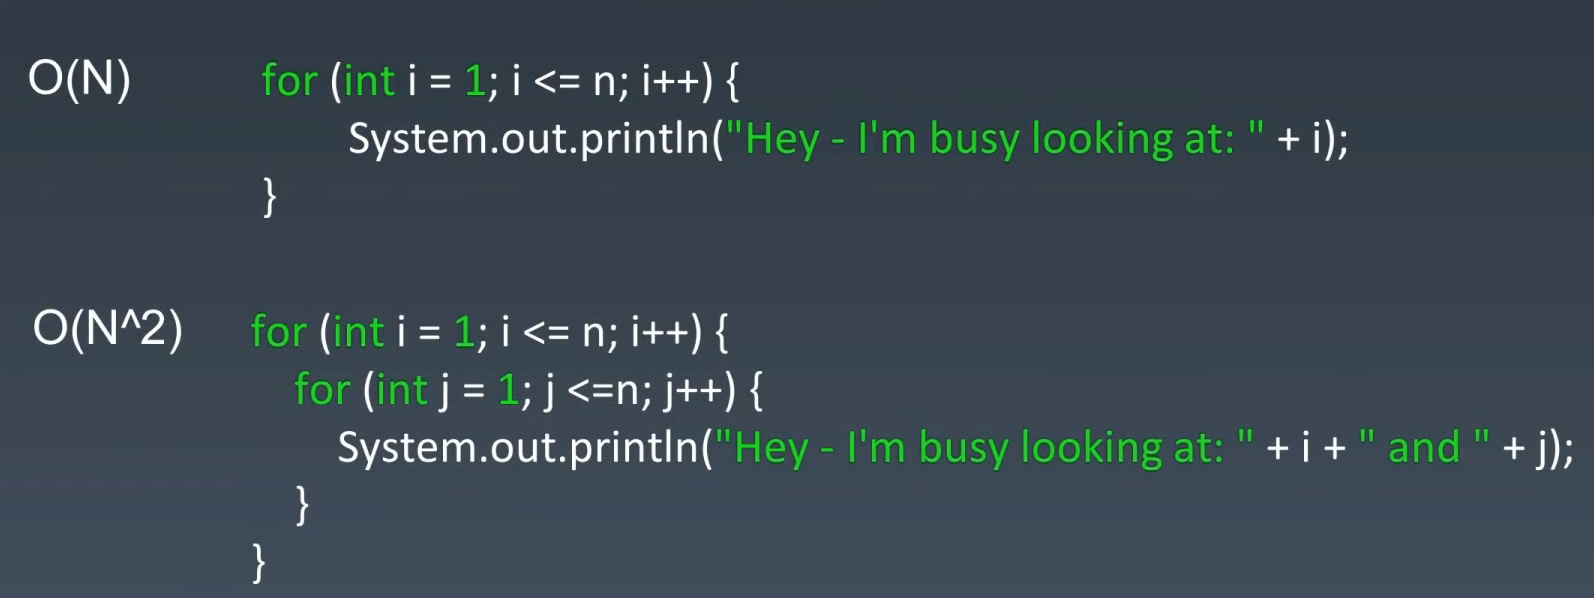 O(N) for (int i = 1; i <= n; i++) {
System.out.println("Hey - I'm busy looking at: " + i);
}
O(N^2) for (int i = 1; i <= n; i++) {
for (int j = 1; j <=n; j++) {
System.out.println("Hey - I'm busy looking at: " + i + " and " + j);
}
}